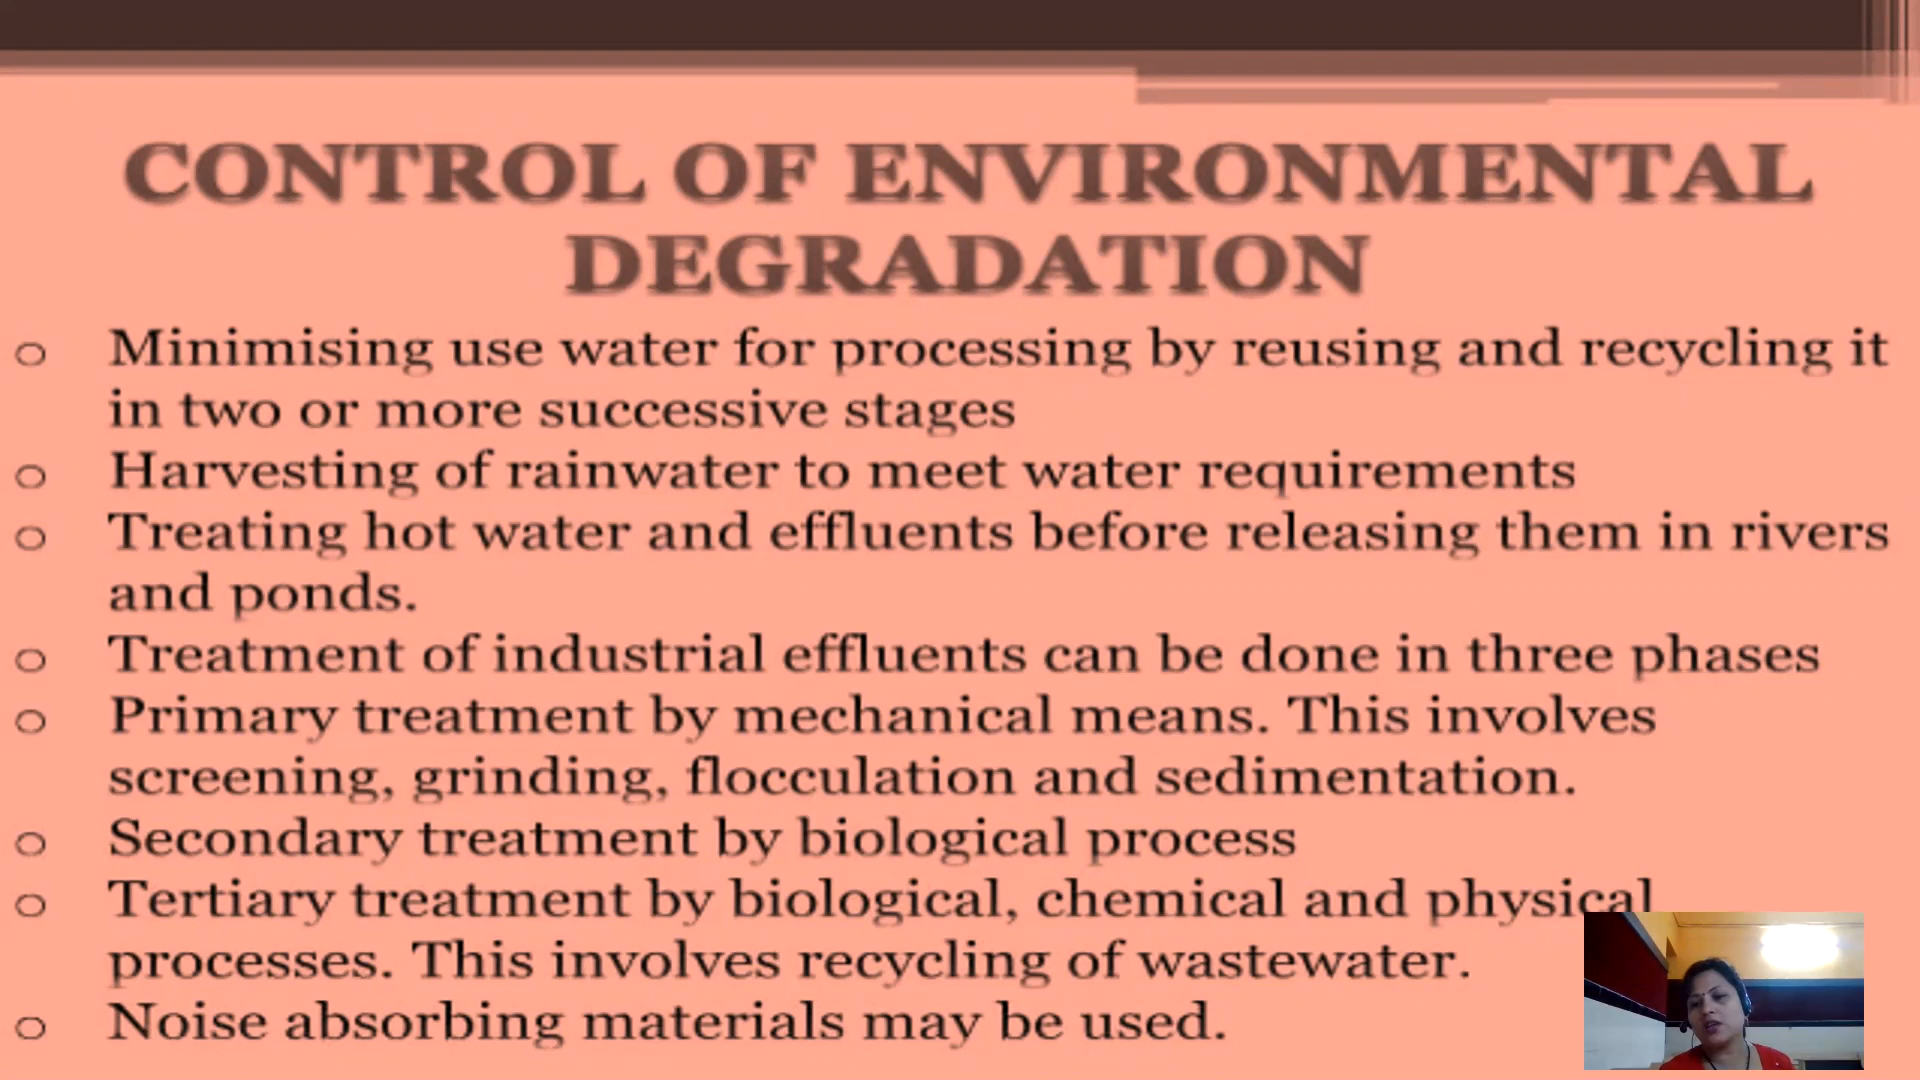 CONTROL OF ENVIRONMENTAL
DEGRADATION
o Minimising use water for processing by reusing and recycling it
in two or more successive stages
o Harvesting of rainwater to meet water requirements
o Treating hot water and effluents before releasing them in rivers
and ponds.
o Treatment of industrial effluents can be done in three phases
o Primary treatment by mechanical means. This involves
screening, grinding, flocculation and sedimentation.
o Secondary treatment by biological process
o Tertiary treatment by biological, chemical and physical
processes. This involves recycling of wastewater.
o Noise absorbing materials may be used.